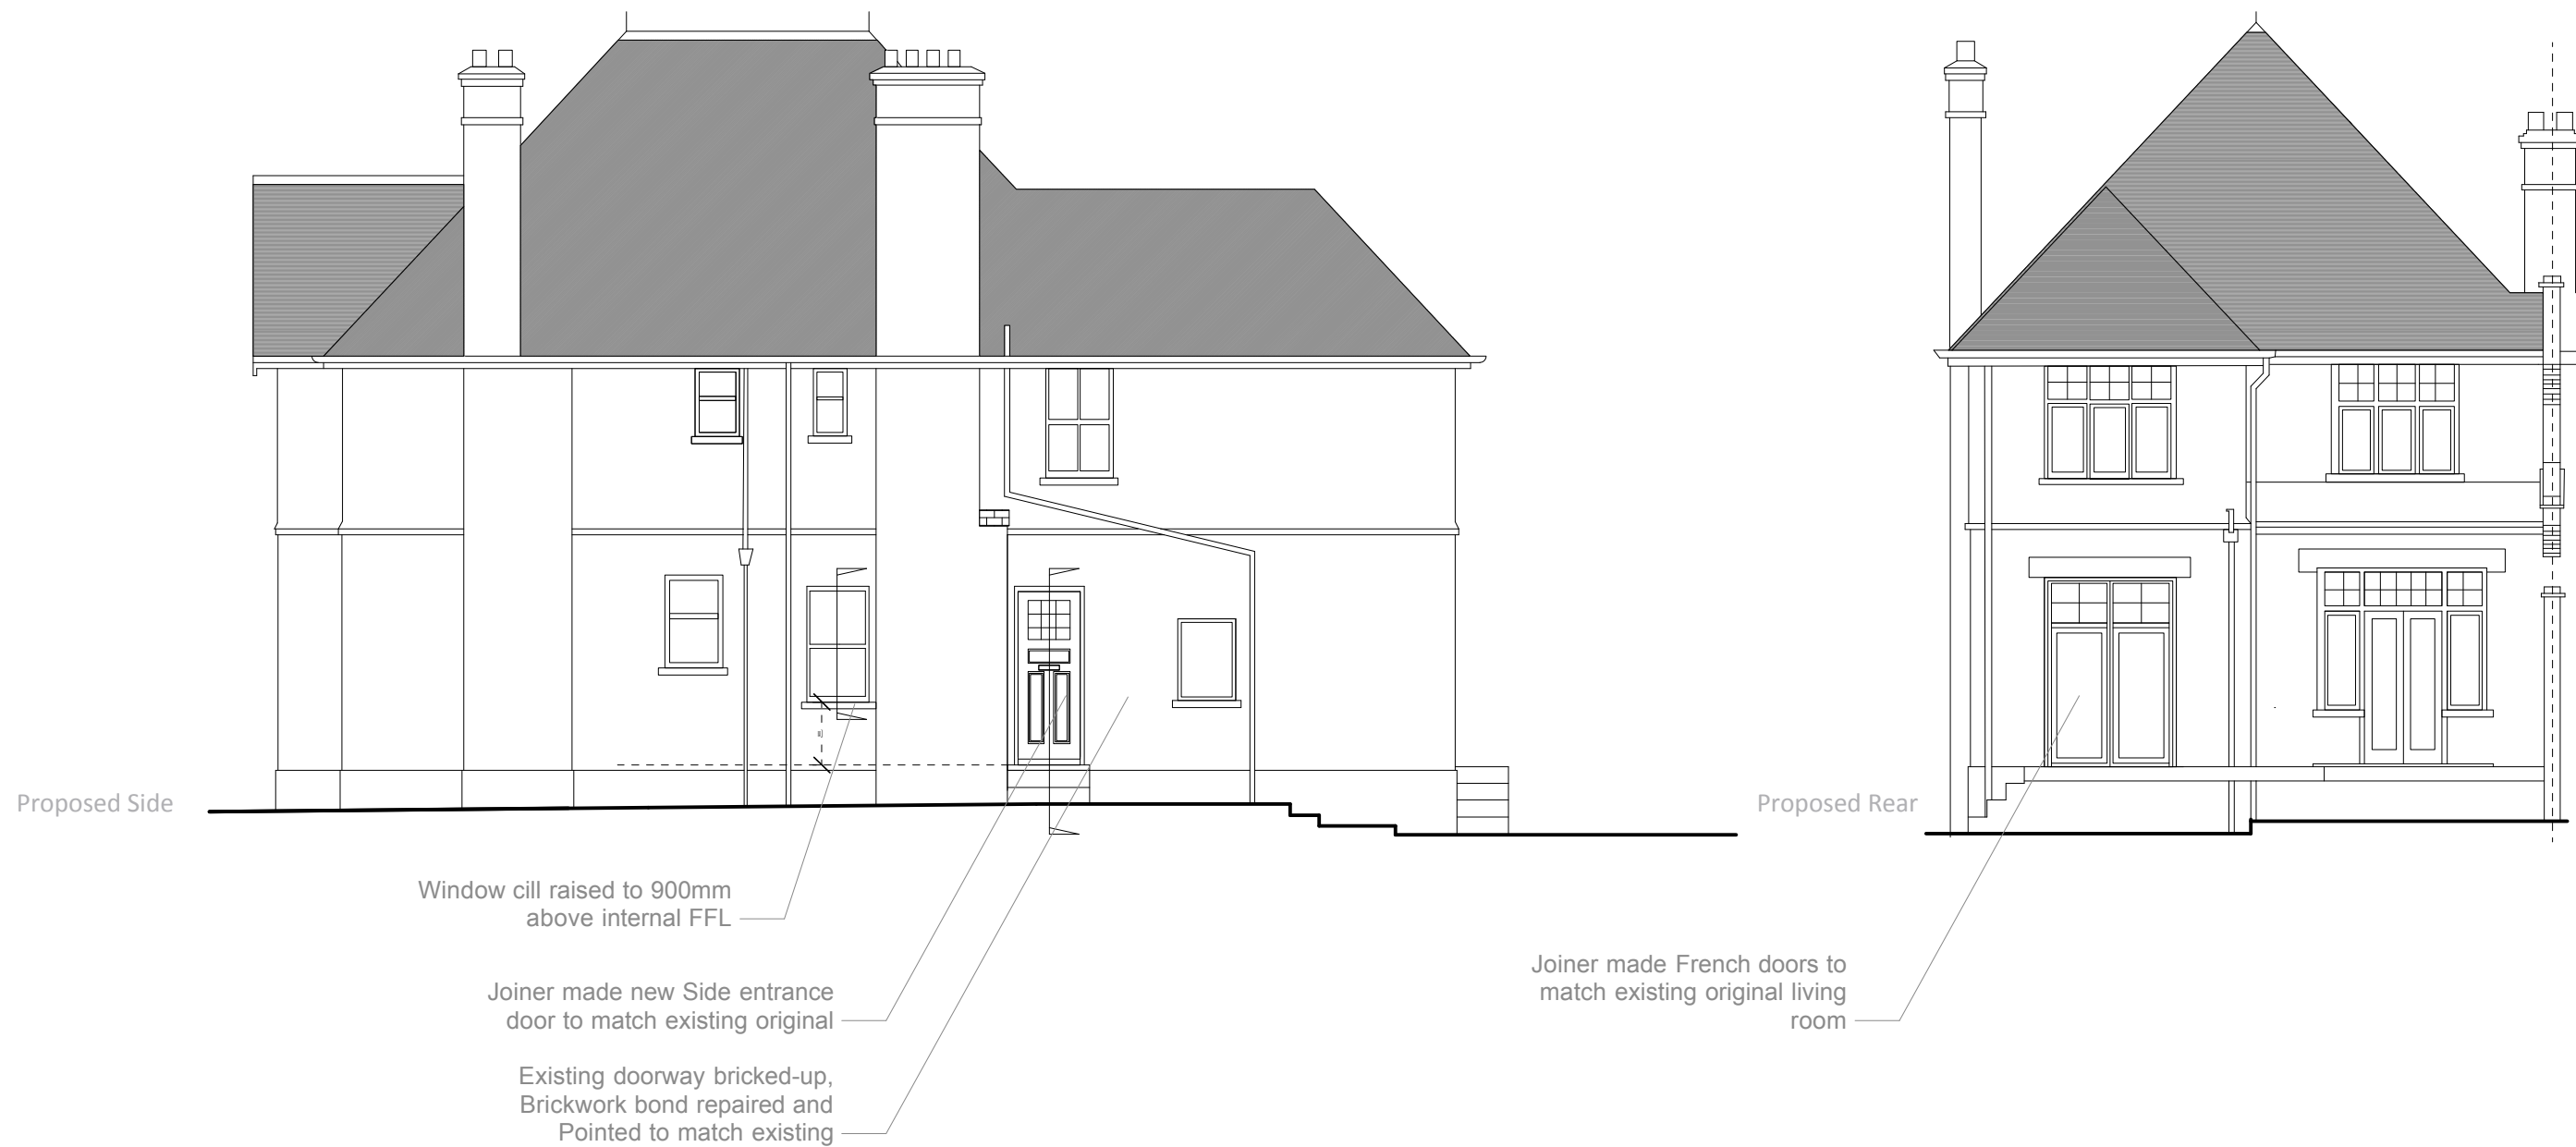 Proposed Side
Proposed Rear
Window cill raised to 900mm
above internal FFL
Joiner made new Side entrance
door to match existing original
Existing doorway bricked-up,
Brickwork bond repaired and
Pointed to match existing
Joiner made French doors to
match existing original living
room